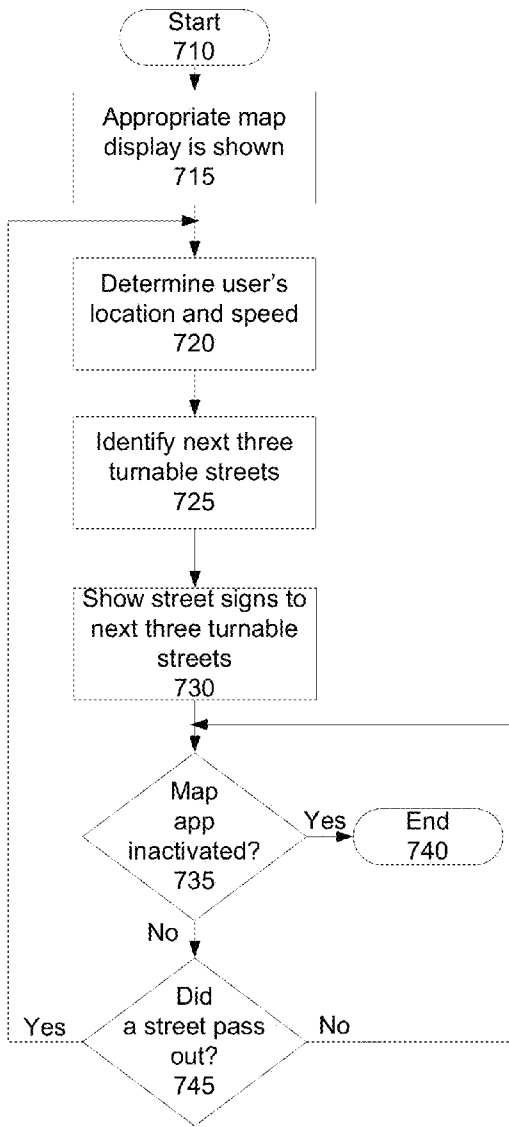 Start
710
Appropriate map
display is shown
715
Determine user's
location and speed
720
Identify next three
turnable streets
725
Show street signs to
next three turnable
streets
730
Map
app
inactivated?
735
Yes
End
740
No
Did
a street pass
out?
745
Yes
No